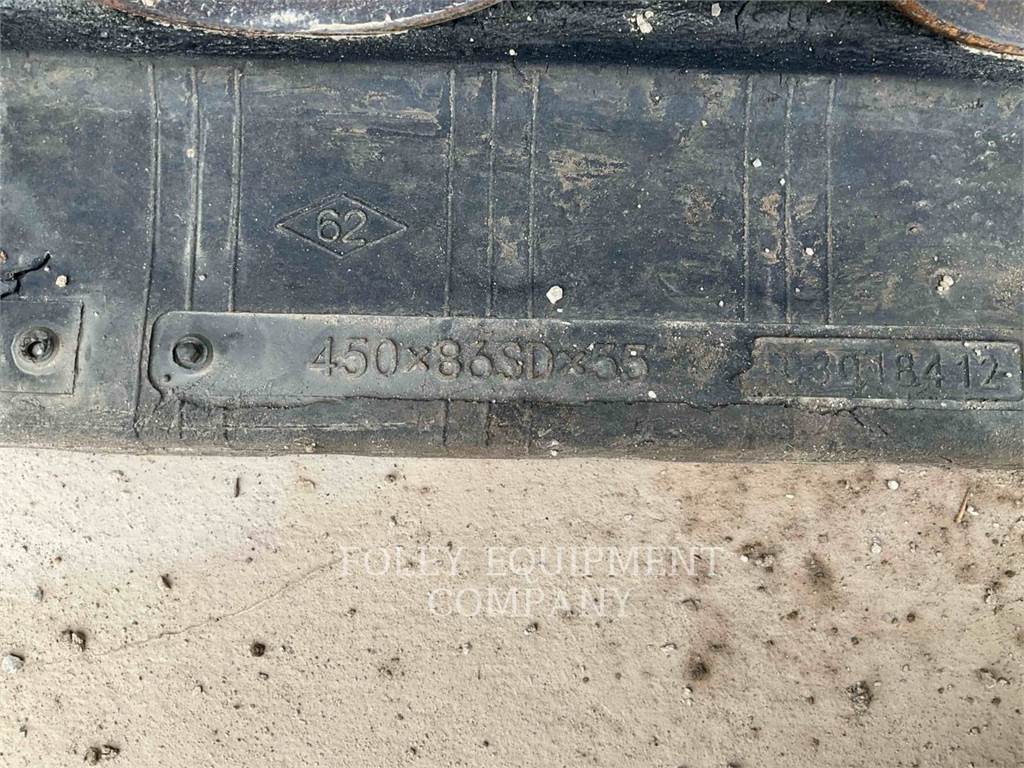 62
450×86SD×55
FOLEY EQUIPMENT
COMPANY